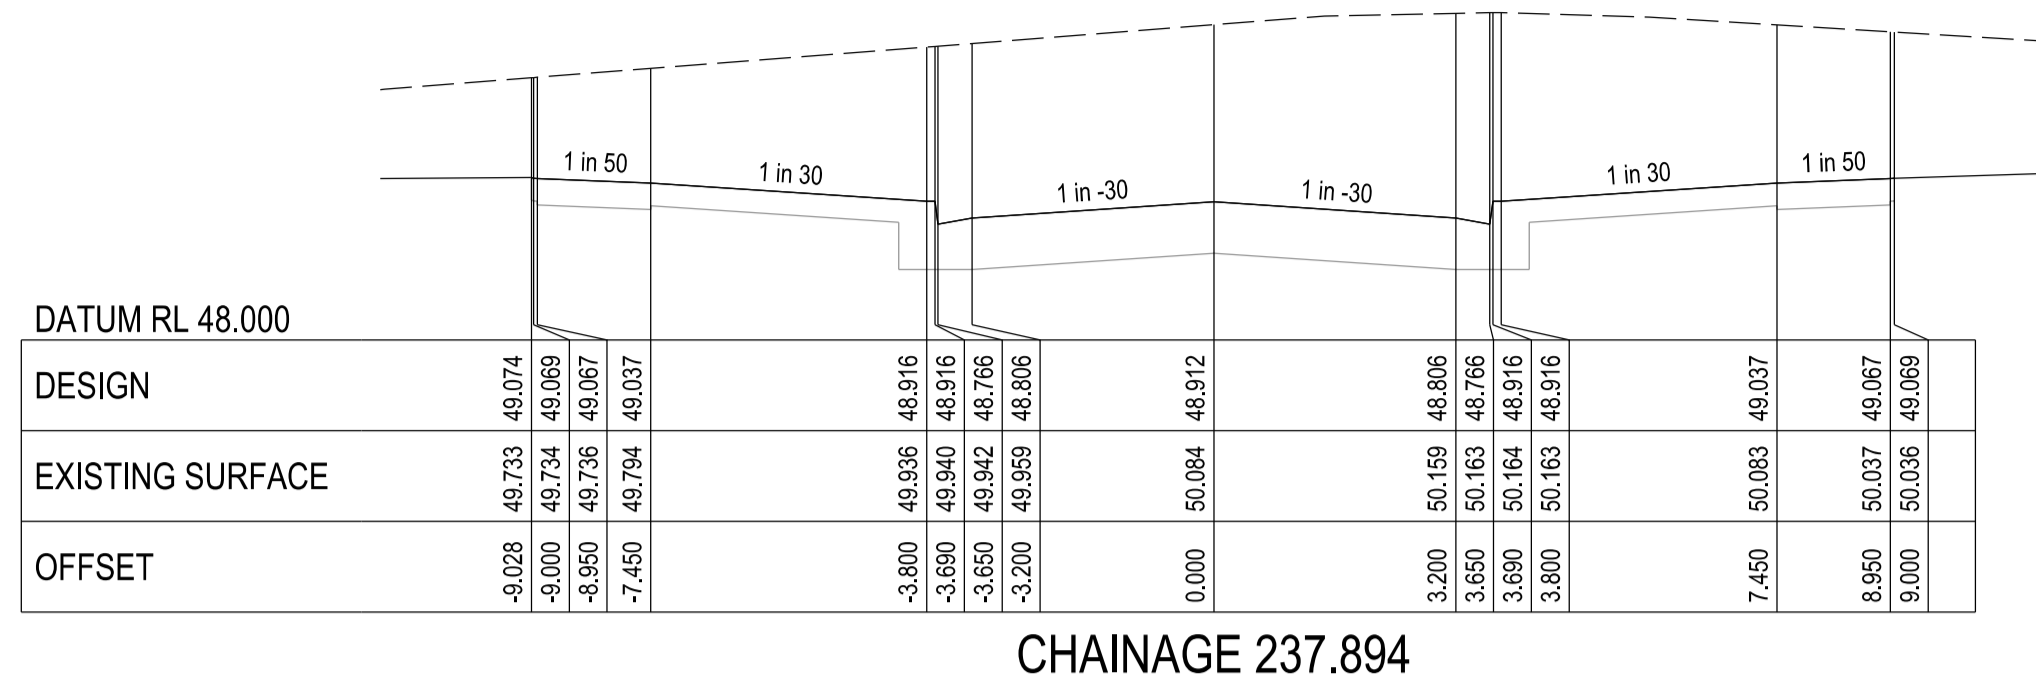 1 in 50
1 in 30
1 in -30
1 in -30
1 in 30
1 in 50
DATUM RL 48.000
DESIGN 49.074 49.069 49.067 49.037 48.916 48.916 48.766 48.806 48.912 48.806 48.766 48.916 48.916 49.037 49.067 49.069
EXISTING SURFACE 49.733 49.734 49.736 49.794 49.936 49.940 49.942 49.959 50.084 50.159 50.163 50.164 50.163 50.083 50.037 50.036
OFFSET -9.028 -9.000 -8.950 -7.450 -3.800 -3.690 -3.650 -3.200 0.000 3.200 3.650 3.690 3.800 7.450 8.950 9.000
CHAINAGE 237.894